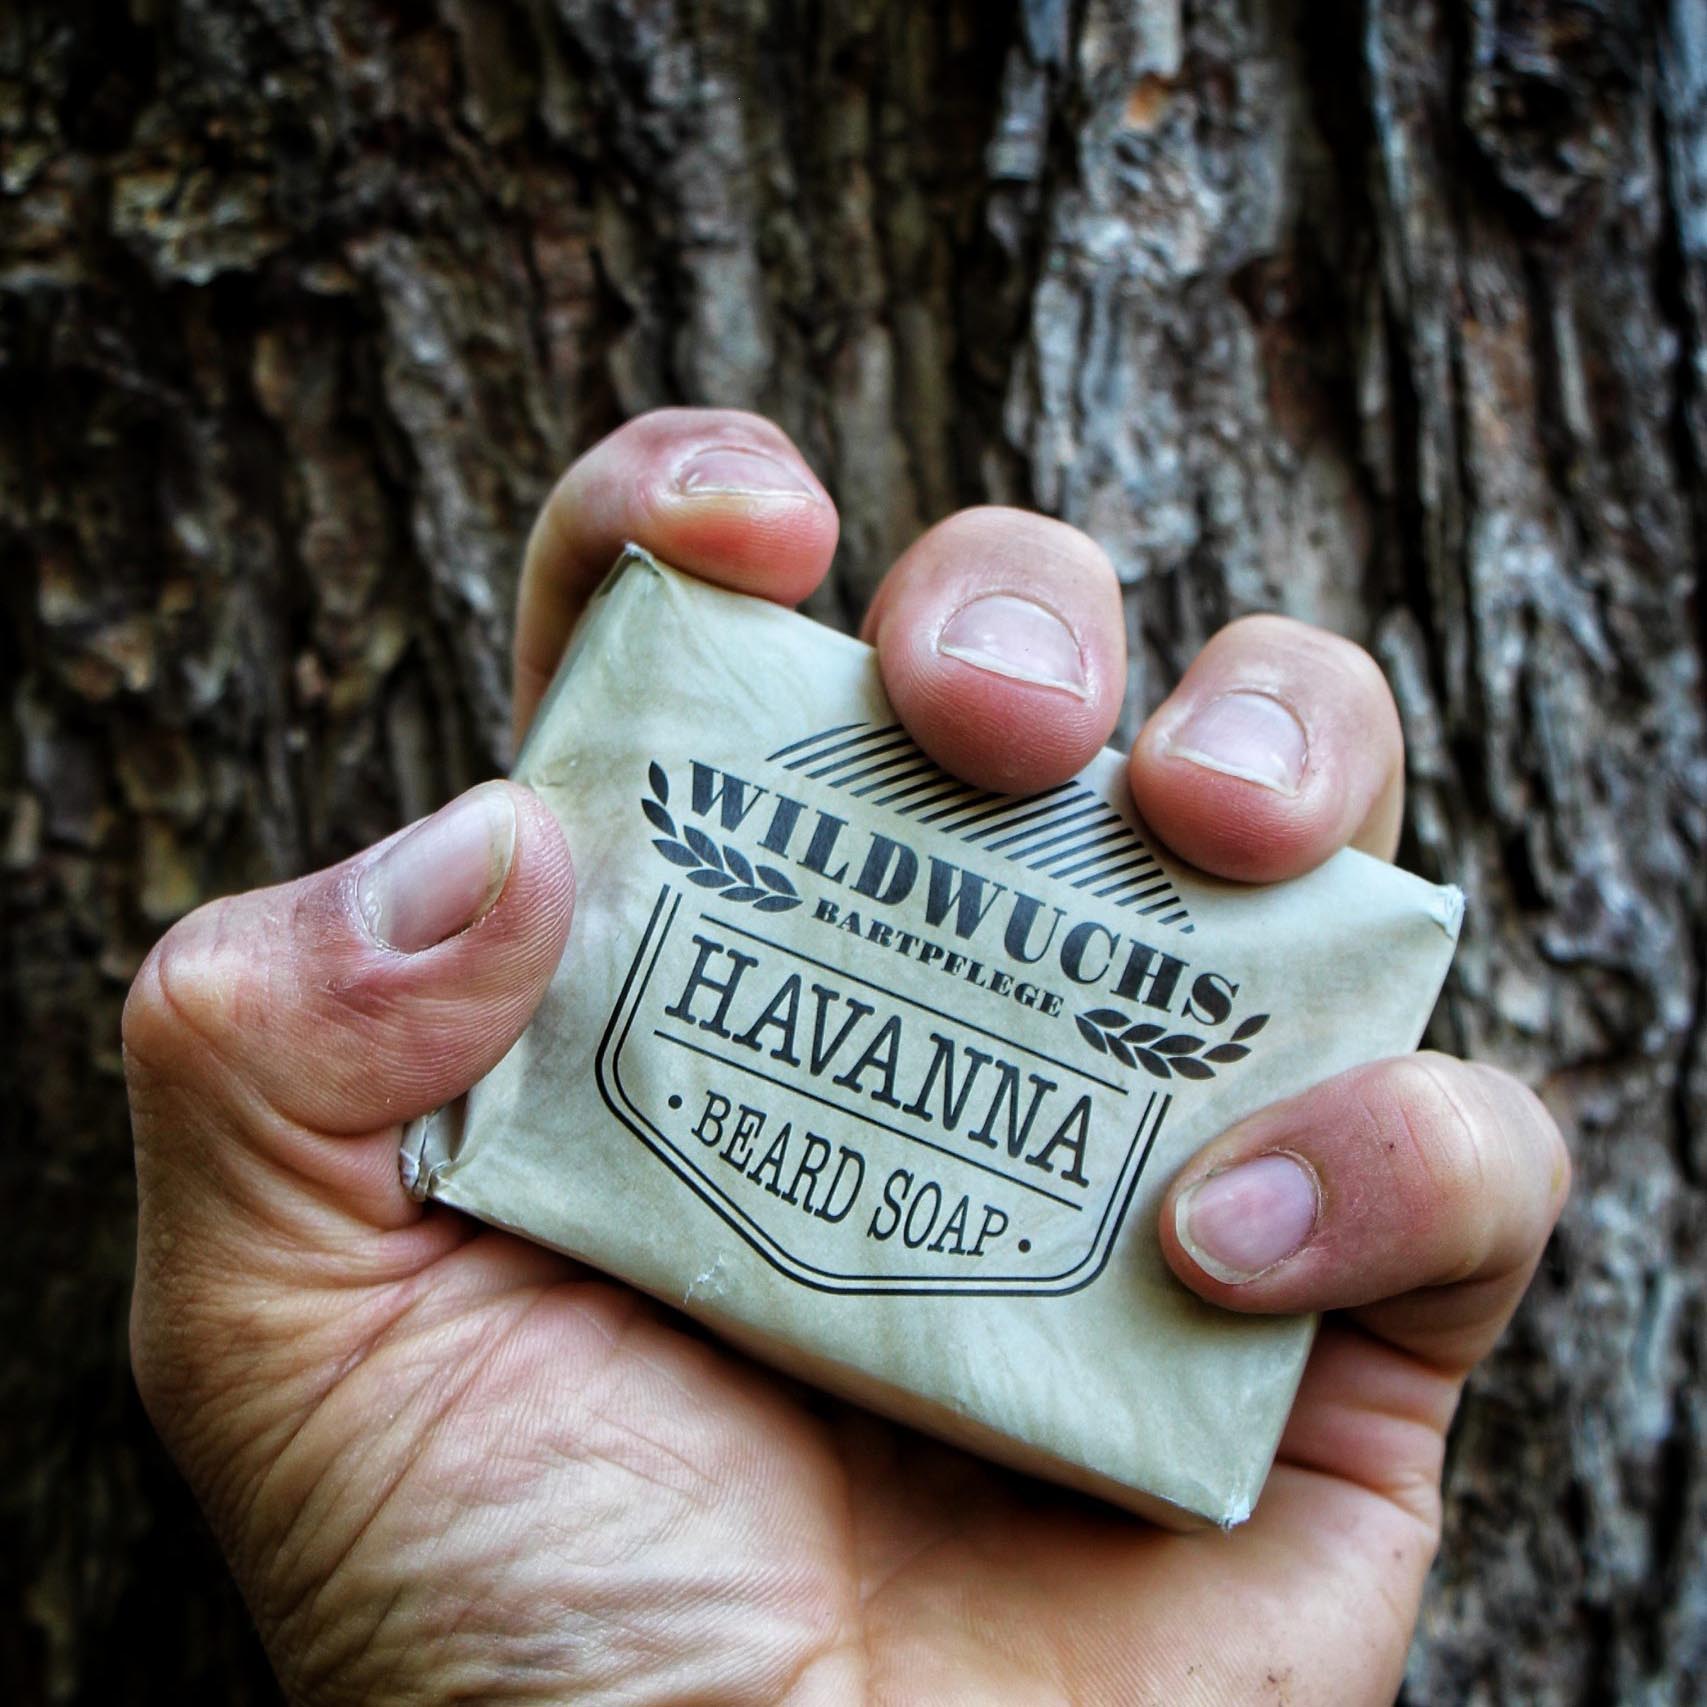 WILDWUCHS
BARTPFLEGE
HAVANNA
• BEARD SOAP •